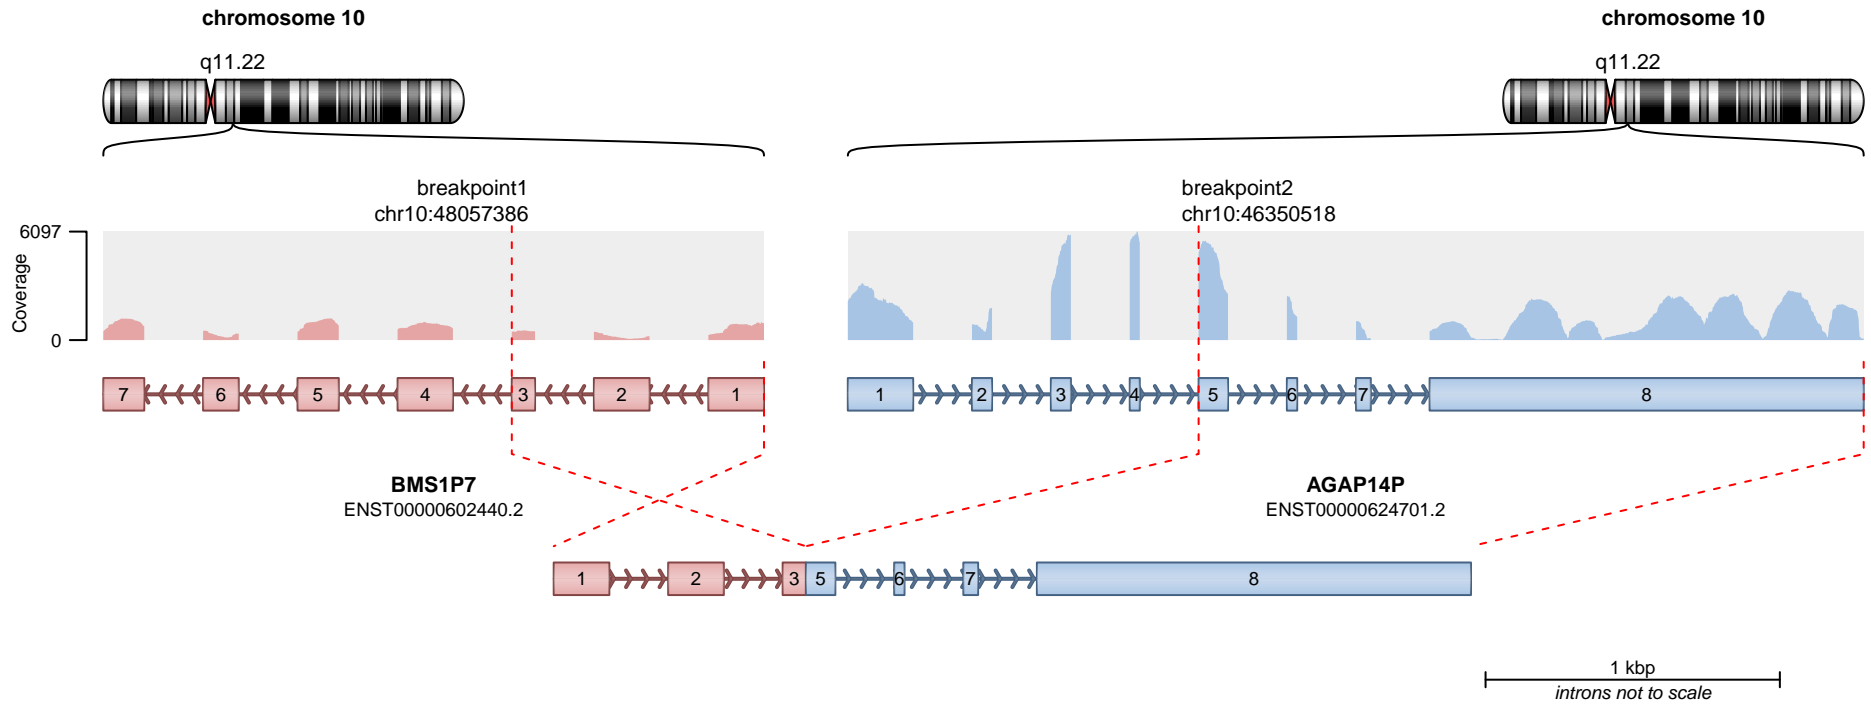 chromosome 10
chromosome 10
q11.22
q11.22
breakpoint1
chr10:48057386
breakpoint2
chr10:46350518
6097
Coverage
0
7 6 5 4 3 2 1
1 2 3 4 5 6 7 8
BMS1P7
ENST00000602440.2
AGAP14P
ENST00000624701.2
1 2 3 5 6 7 8
1 kbp
introns not to scale